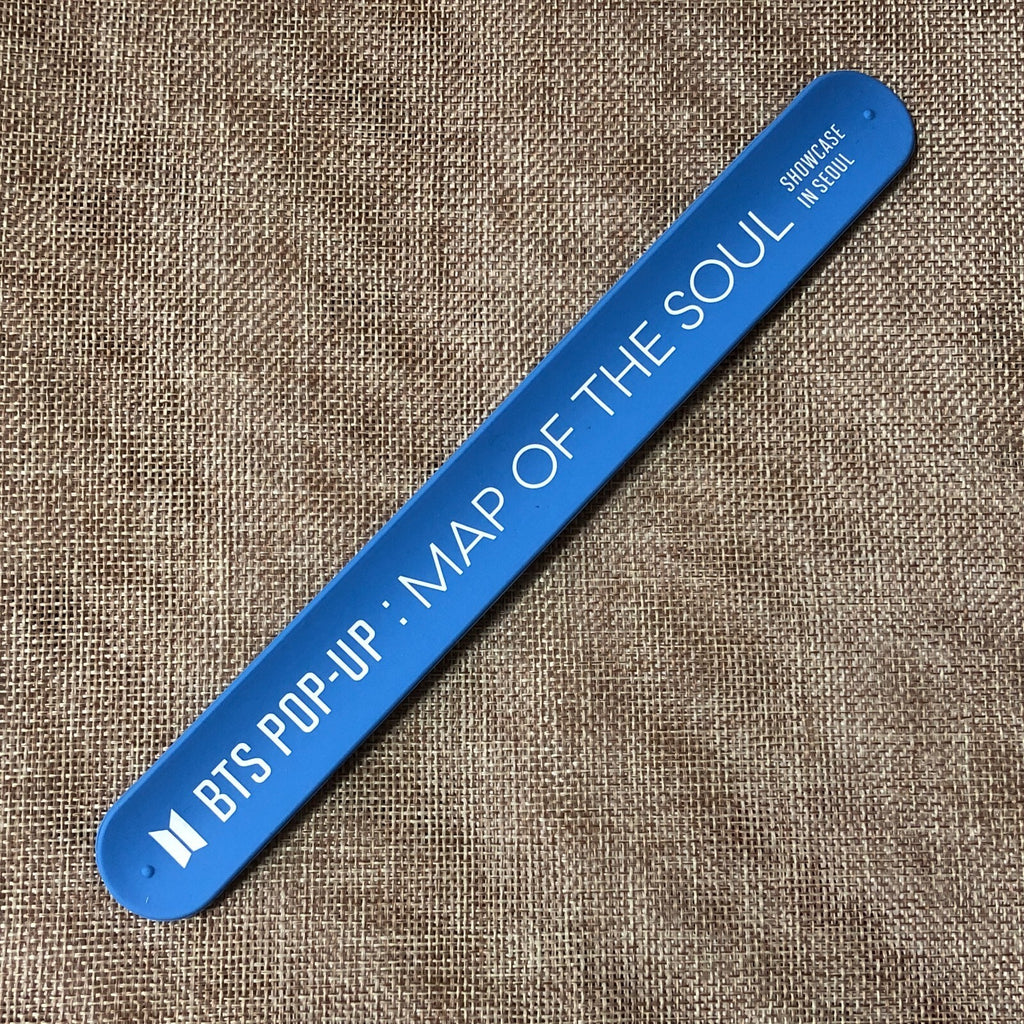 BTS POP-UP : MAP OF THE SOUL
SHOWCASE
IN SEOUL